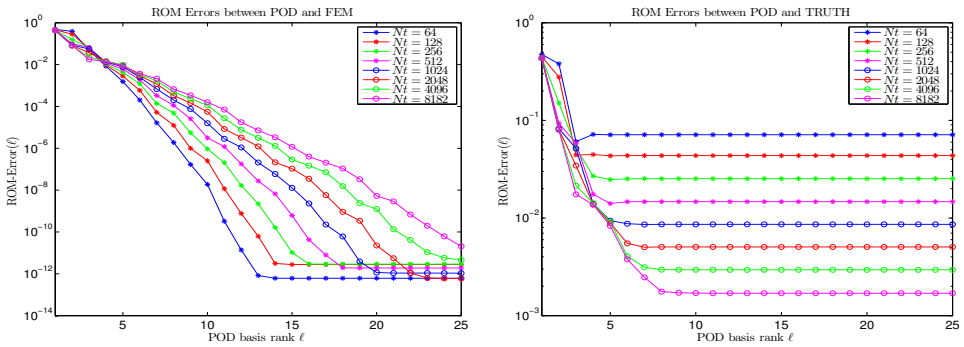 ROM Errors between POD and FEM
10^0
10^−2
10^−4
10^−6
10^−8
10^−10
10^−12
10^−14
ROM-Error(ℓ)
Nt = 64
Nt = 128
Nt = 256
Nt = 512
Nt = 1024
Nt = 2048
Nt = 4096
Nt = 8182
5 10 15 20 25
POD basis rank ℓ
ROM Errors between POD and TRUTH
10^0
10^−1
10^−2
10^−3
ROM-Error(ℓ)
Nt = 64
Nt = 128
Nt = 256
Nt = 512
Nt = 1024
Nt = 2048
Nt = 4096
Nt = 8182
5 10 15 20 25
POD basis rank ℓ